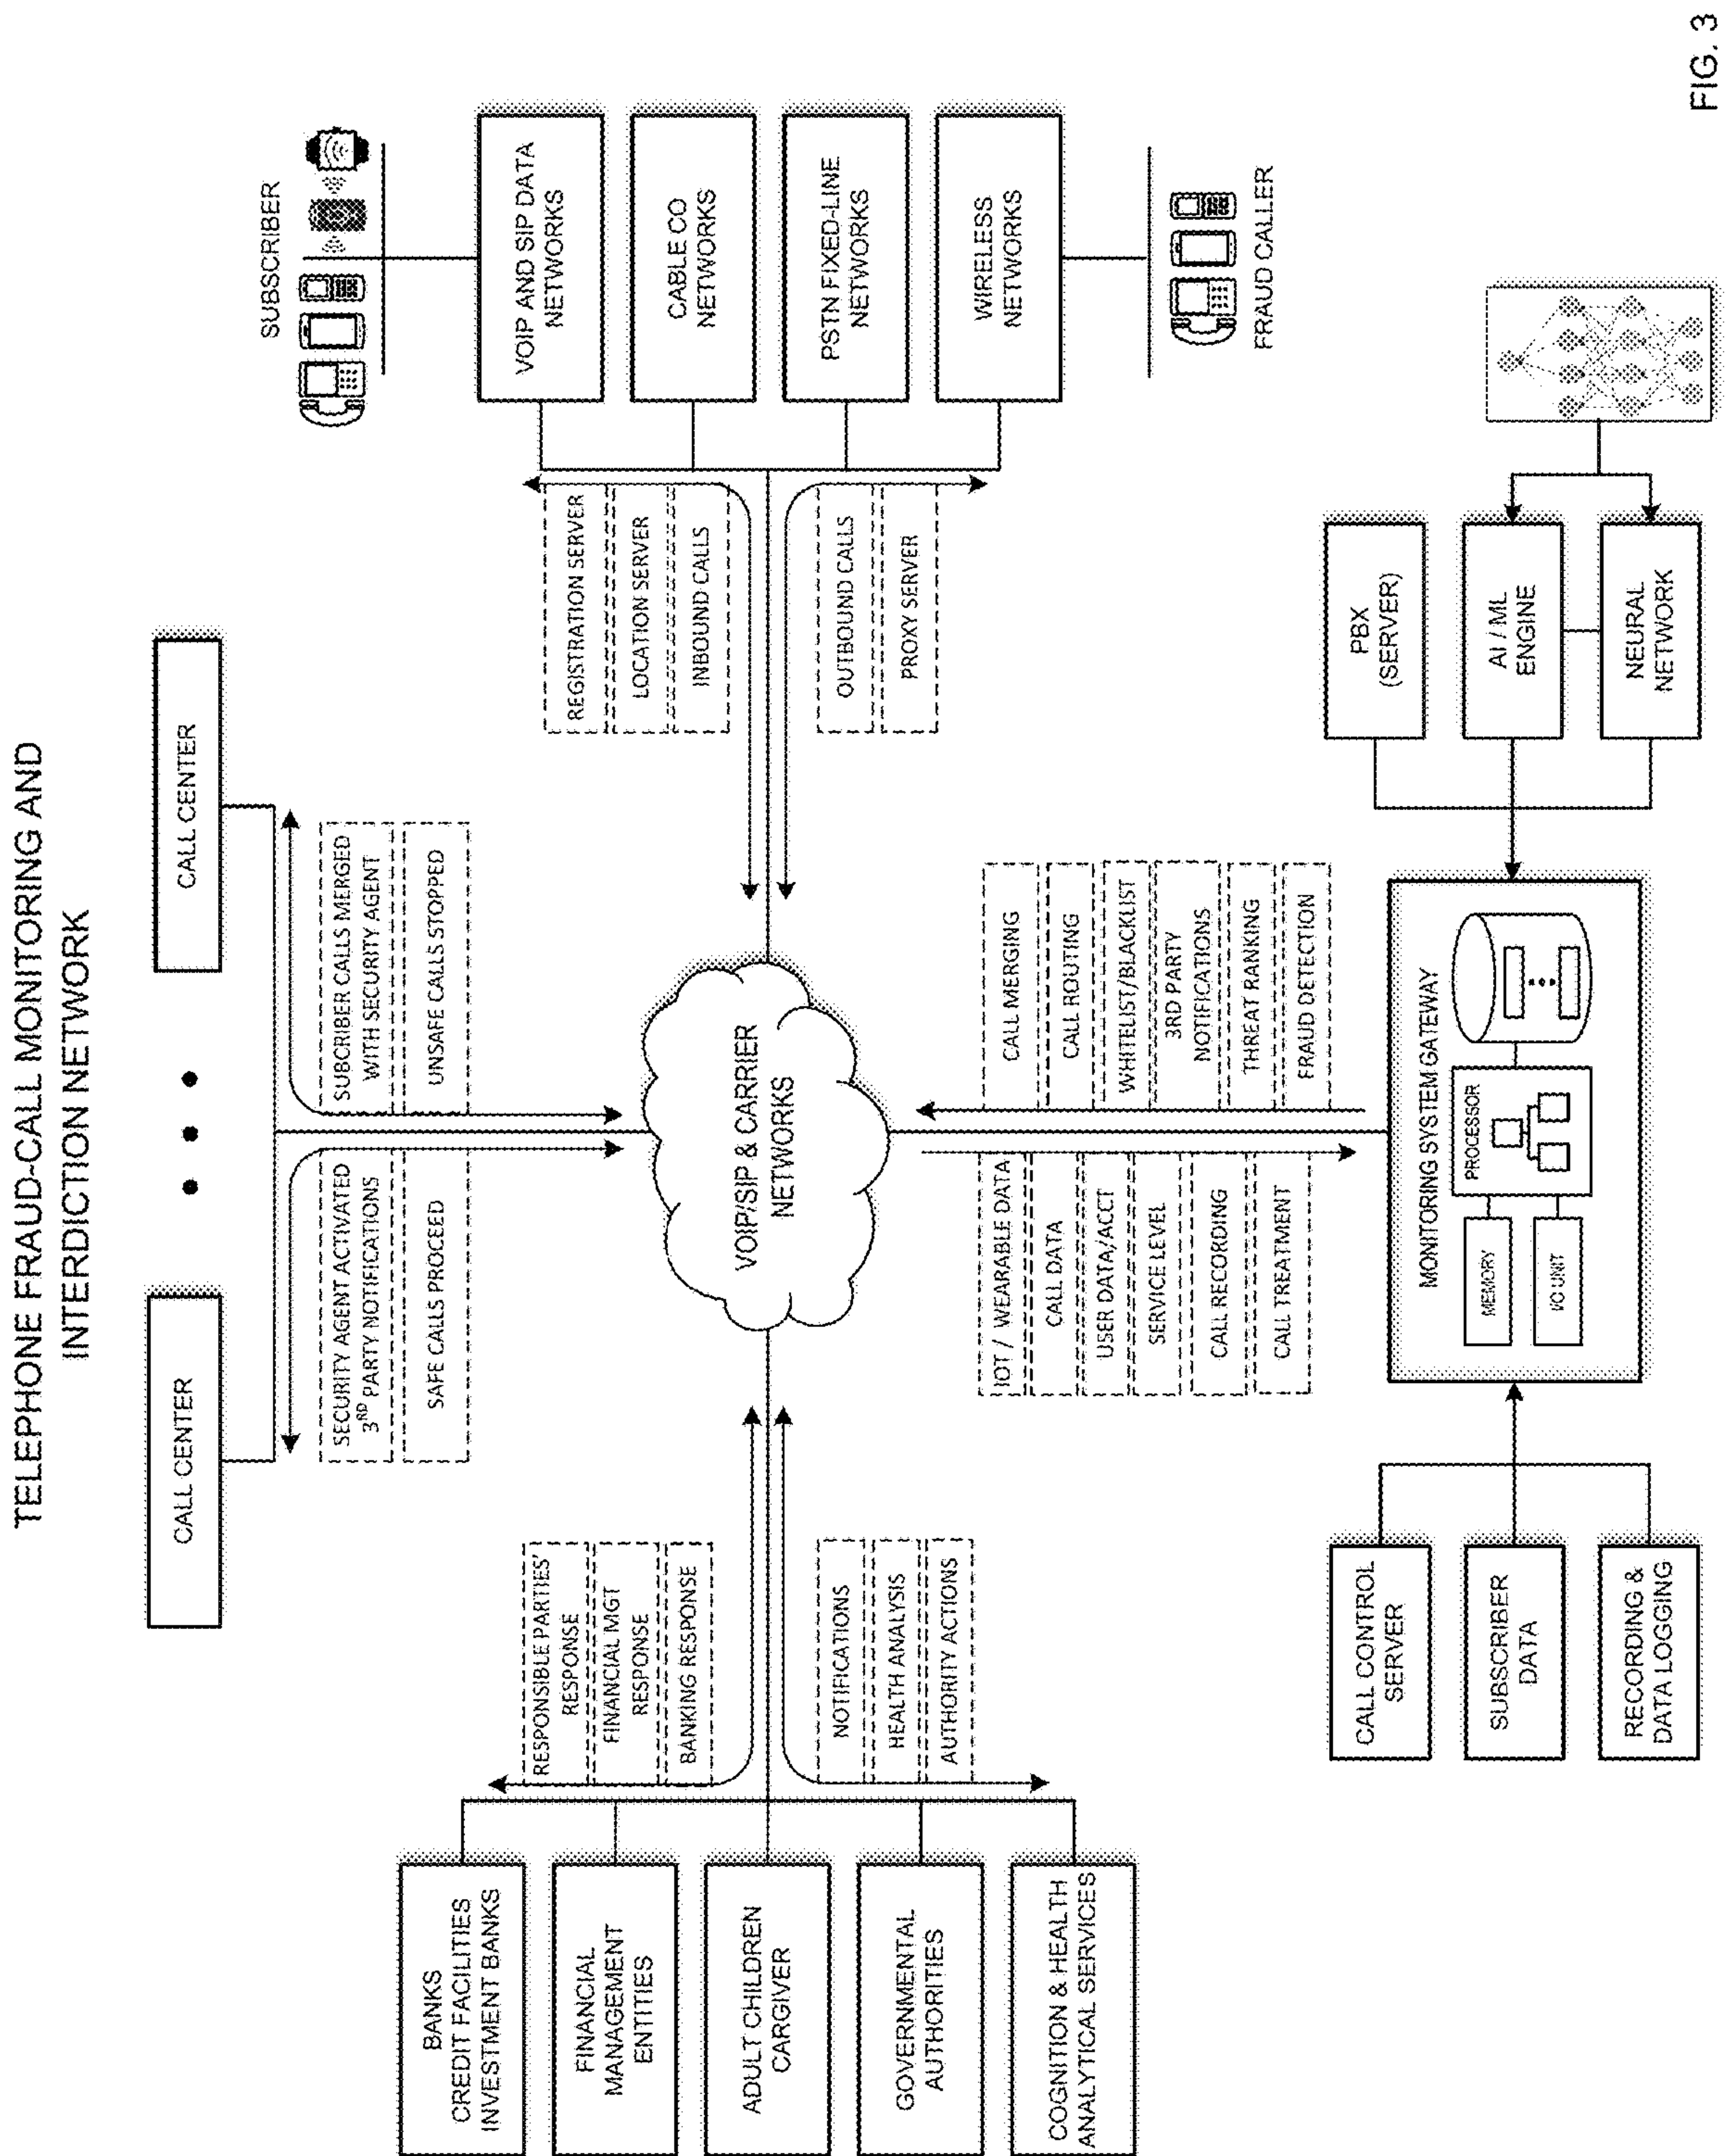 TELEPHONE FRAUD-CALL MONITORING AND
INTERDICTION NETWORK
CALL CENTER
CALL CENTER
SECURITY AGENT ACTIVATED
3RD PARTY NOTIFICATIONS
SAFE CALLS PROCEED
SUBCRIBER CALLS MERGED
WITH SECURITY AGENT
UNSAFE CALLS STOPPED
SUBSCRIBER
VOIP AND SIP DATA
NETWORKS
CABLE CO
NETWORKS
PSTN FIXED-LINE
NETWORKS
WIRELESS
NETWORKS
FRAUD CALLER
REGISTRATION SERVER
LOCATION SERVER
INBOUND CALLS
OUTBOUND CALLS
PROXY SERVER
VOIP/SIP & CARRIER
NETWORKS
BANKS
CREDIT FACILITIES
INVESTMENT BANKS
FINANCIAL
MANAGEMENT
ENTITIES
ADULT CHILDREN
CARGIVER
GOVERNMENTAL
AUTHORITIES
COGNITION & HEALTH
ANALYTICAL SERVICES
RESPONSIBLE PARTIES'
RESPONSE
FINANCIAL MGT
RESPONSE
BANKING RESPONSE
NOTIFICATIONS
HEALTH ANALYSIS
AUTHORITY ACTIONS
IOT / WEARABLE DATA
CALL DATA
USER DATA/ACCT
SERVICE LEVEL
CALL RECORDING
CALL TREATMENT
CALL MERGING
CALL ROUTING
WHITELIST/BLACKLIST
3RD PARTY
NOTIFICATIONS
THREAT RANKING
FRAUD DETECTION
CALL CONTROL
SERVER
SUBSCRIBER
DATA
RECORDING &
DATA LOGGING
MONITORING SYSTEM GATEWAY
MEMORY
I/O UNIT
PROCESSOR
PBX
(SERVER)
AI / ML
ENGINE
NEURAL
NETWORK
FIG. 3